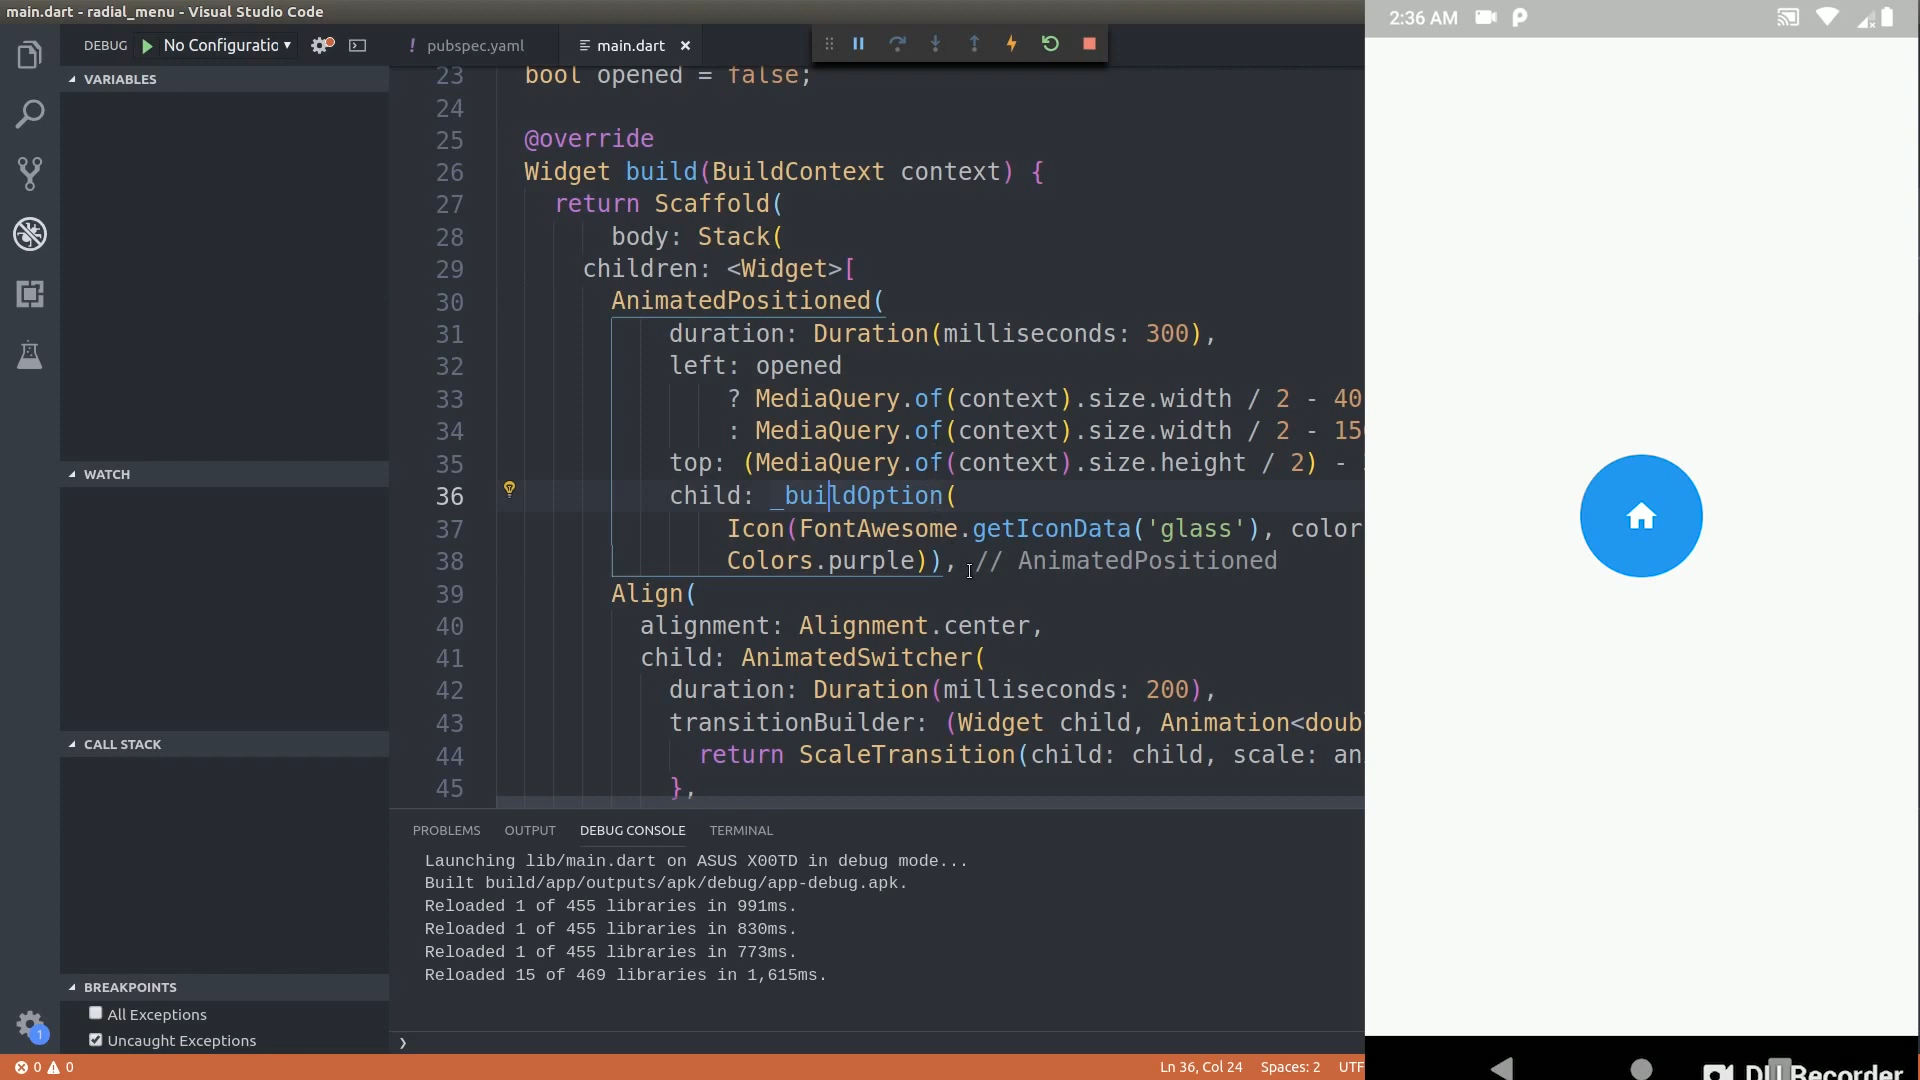 main.dart - radial_menu - Visual Studio Code
2:36 AM
DEBUG No Configuratio
! pubspec.yaml
main.dart ×
VARIABLES
WATCH
CALL STACK
BREAKPOINTS
All Exceptions
Uncaught Exceptions
23 bool opened = false;
24
25 @override
26 Widget build(BuildContext context) {
27 return Scaffold(
28 body: Stack(
29 children: <Widget>[
30 AnimatedPositioned(
31 duration: Duration(milliseconds: 300),
32 left: opened
33 ? MediaQuery.of(context).size.width / 2 - 40
34 : MediaQuery.of(context).size.width / 2 - 15
35 top: (MediaQuery.of(context).size.height / 2) -
36 child: _buildOption(
37 Icon(FontAwesome.getIconData('glass'), color
38 Colors.purple)), // AnimatedPositioned
39 Align(
40 alignment: Alignment.center,
41 child: AnimatedSwitcher(
42 duration: Duration(milliseconds: 200),
43 transitionBuilder: (Widget child, Animation<doub
44 return ScaleTransition(child: child, scale: an
45 },
PROBLEMS OUTPUT DEBUG CONSOLE TERMINAL
Launching lib/main.dart on ASUS X00TD in debug mode...
Built build/app/outputs/apk/debug/app-debug.apk.
Reloaded 1 of 455 libraries in 991ms.
Reloaded 1 of 455 libraries in 830ms.
Reloaded 1 of 455 libraries in 773ms.
Reloaded 15 of 469 libraries in 1,615ms.
❯
1
0 0
Ln 36, Col 24 Spaces: 2 UTF
Recorder